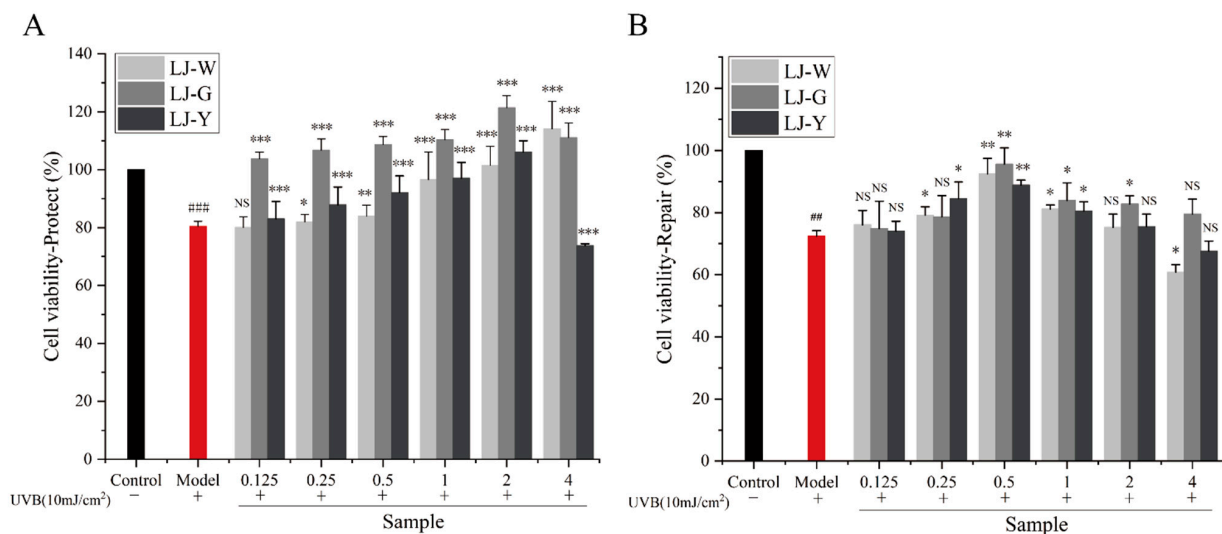 A
140
120
100
80
60
40
20
0
Cell viability-Protect (%)
LJ-W
LJ-G
LJ-Y
###
NS *** ***
* *** ***
** *** ***
*** *** ***
*** *** ***
*** *** ***
Control Model 0.125 0.25 0.5 1 2 4
UVB(10mJ/cm²) − + + + + + + +
Sample
B
120
100
80
60
40
20
0
Cell viability-Repair (%)
LJ-W
LJ-G
LJ-Y
##
NS NS NS
* NS *
** ** **
* * *
NS * NS
* NS NS
Control Model 0.125 0.25 0.5 1 2 4
UVB(10mJ/cm²) − + + + + + + +
Sample